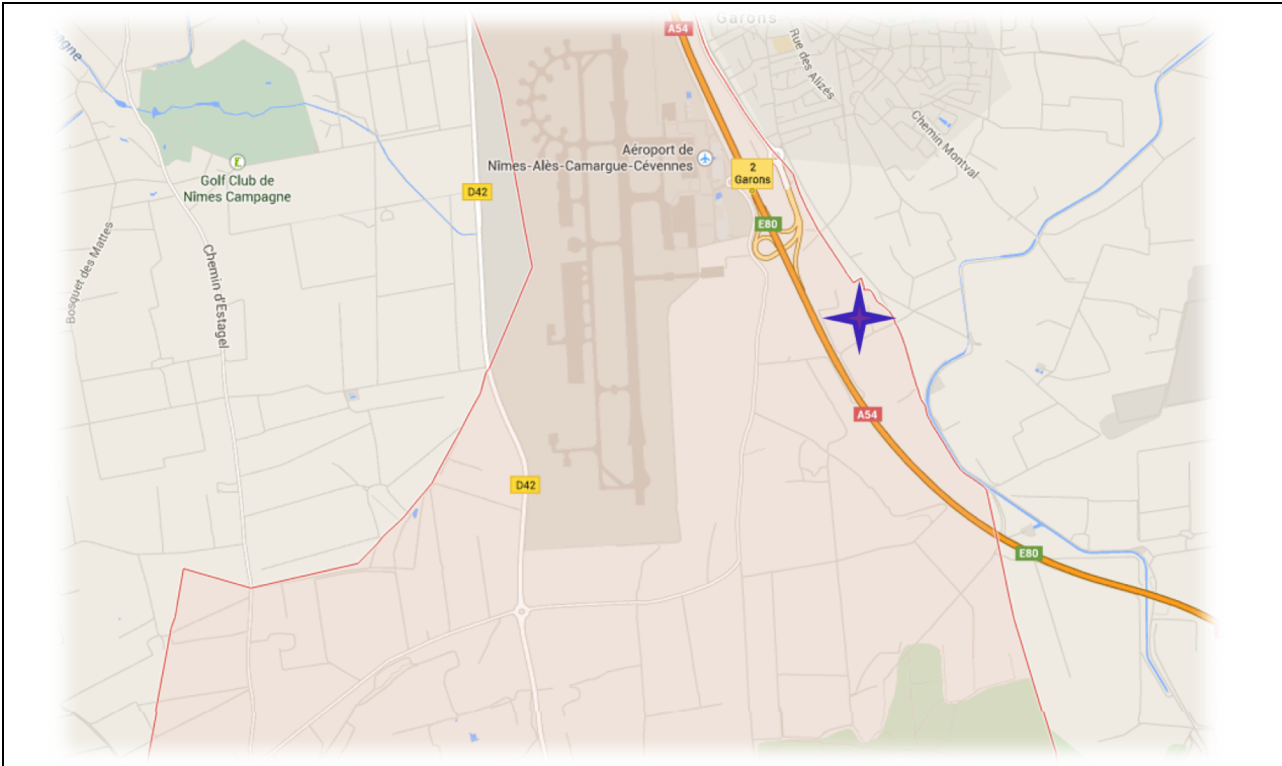 Garons
A54
agne
Rue des Alizés
Chemin Montval
Aéroport de
Nîmes-Alès-Camargue-Cévennes
2
Garons
Golf Club de
Nîmes Campagne
D42
E80
Bosquet des Mattes
Chemin d'Estagel
A54
D42
E80